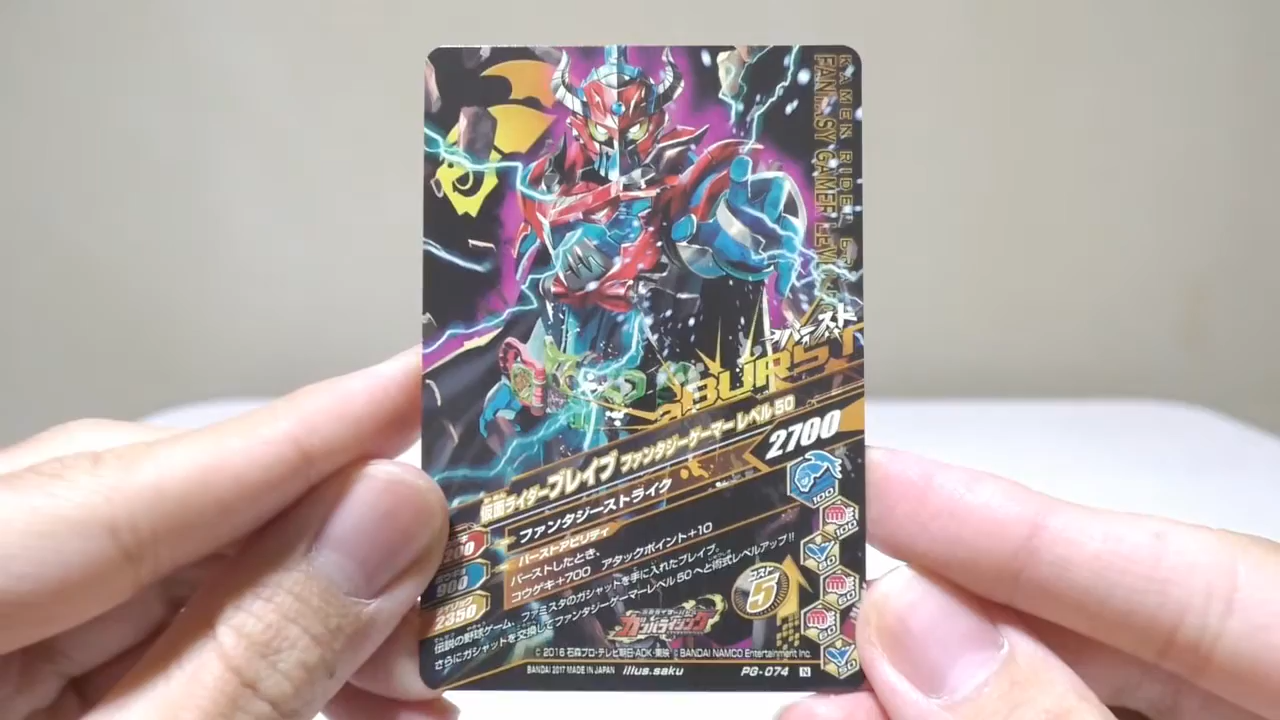 KAMEN RIDER
FANTASY GAMER LEVEL
バースト
BURST
仮面ライダーブレイブ ファンタジーゲーマー レベル50
2700
ファンタジーストライク
100
バーストアビリティ
バーストしたとき、
コウゲキ+700 アタックポイント+10
900
2350
伝説の野球ゲーム、ファミスタのガシャットを手に入れたブレイブ。
さらにガシャットを交換してファンタジーゲーマーレベル50へと術式レベルアップ!!
コスト
5
100
80
60
60
50
ガンバライジング
© 2016 石森プロ・テレビ朝日・ADK・東映 © BANDAI NAMCO Entertainment Inc.
BANDAI 2017 MADE IN JAPAN illus.saku PG-074 N